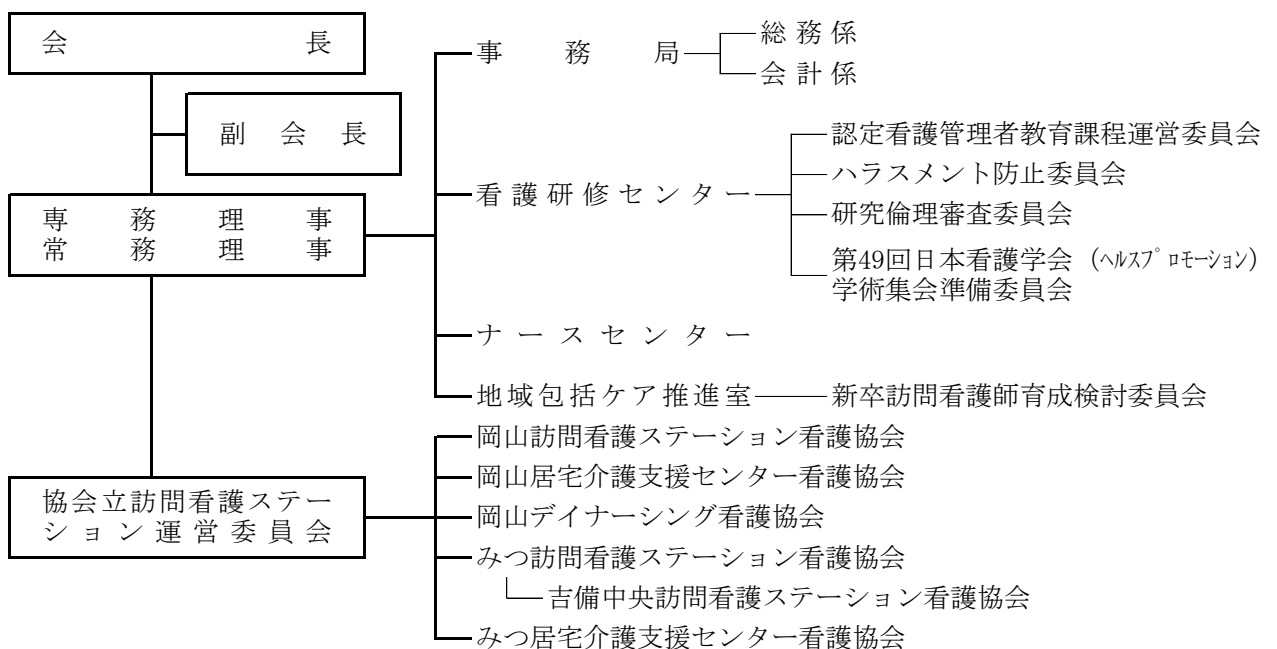 会長
副会長
専務理事
常務理事
協会立訪問看護ステー
ション運営委員会
事務局
総務係
会計係
看護研修センター
認定看護管理者教育課程運営委員会
ハラスメント防止委員会
研究倫理審査委員会
第49回日本看護学会（ﾍﾙｽﾌﾟﾛﾓｰｼｮﾝ）
学術集会準備委員会
ナースセンター
地域包括ケア推進室
新卒訪問看護師育成検討委員会
岡山訪問看護ステーション看護協会
岡山居宅介護支援センター看護協会
岡山デイナーシング看護協会
みつ訪問看護ステーション看護協会
吉備中央訪問看護ステーション看護協会
みつ居宅介護支援センター看護協会